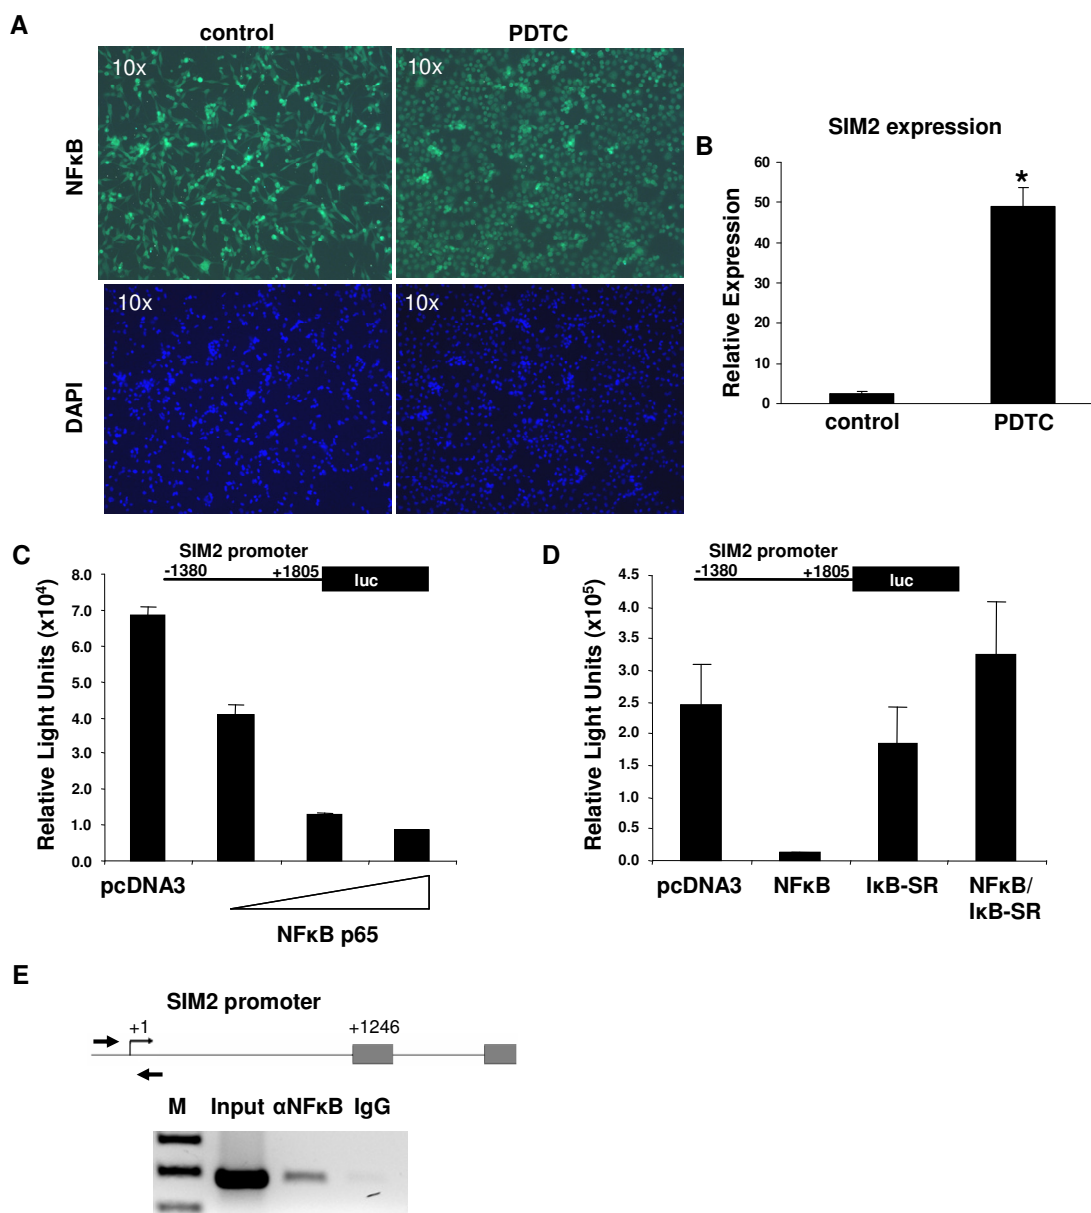 A
control
PDTC
10x
10x
NFκB
10x
10x
DAPI
B
SIM2 expression
Relative Expression
60
50
40
30
20
10
0
*
control
PDTC
C
SIM2 promoter
-1380
+1805
luc
Relative Light Units (x10⁴)
8.0
7.0
6.0
5.0
4.0
3.0
2.0
1.0
0.0
pcDNA3
NFκB p65
D
SIM2 promoter
-1380
+1805
luc
Relative Light Units (x10⁵)
4.5
4.0
3.5
3.0
2.5
2.0
1.5
1.0
0.5
0.0
pcDNA3
NFκB
IκB-SR
NFκB/
IκB-SR
E
SIM2 promoter
+1
+1246
M Input αNFκB IgG